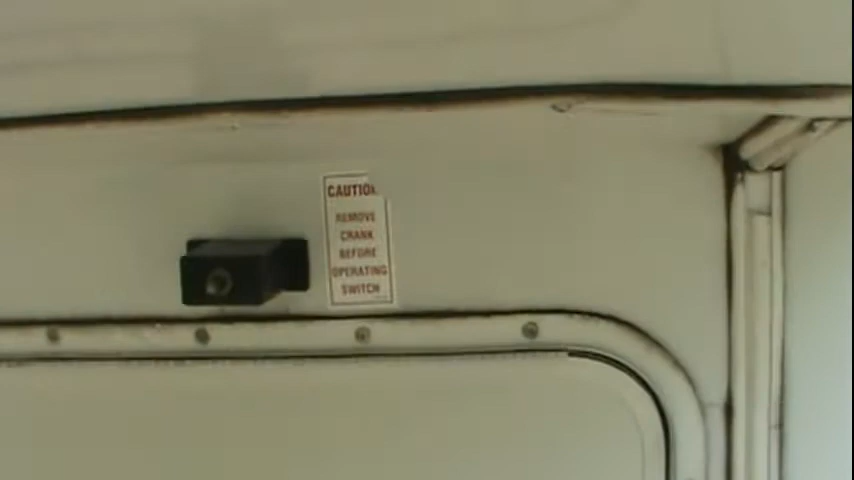 CAUTION
REMOVE
CRANK
BEFORE
OPERATING
SWITCH